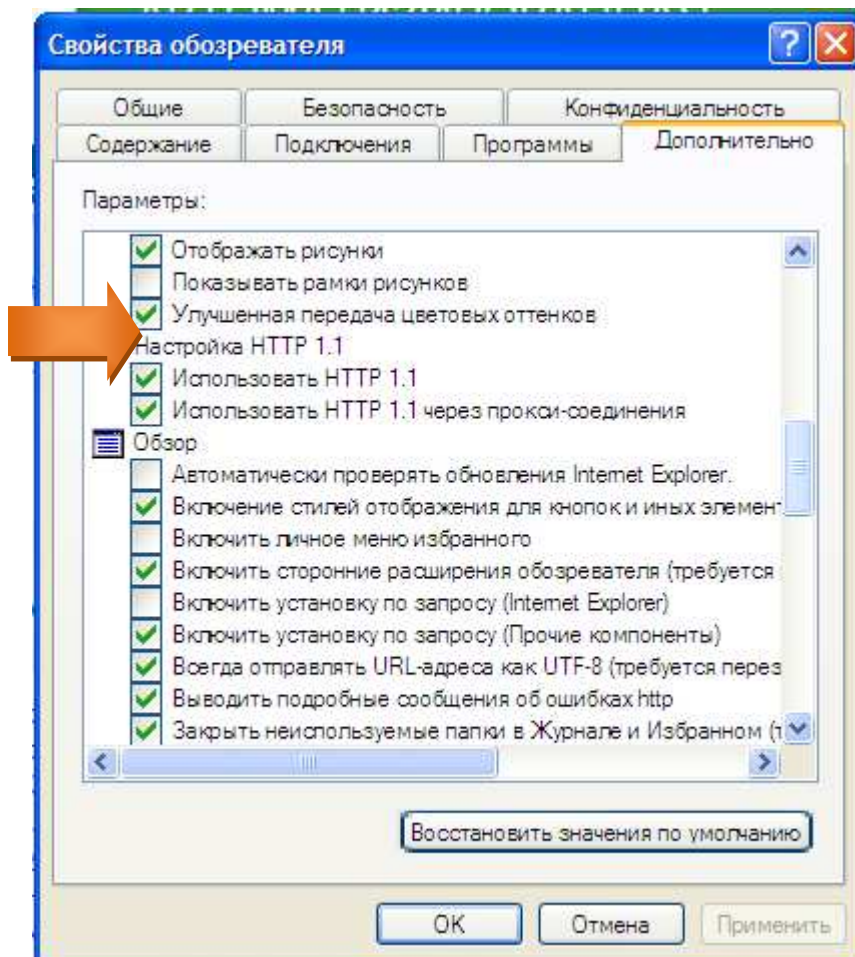 Свойства обозревателя
Общие Безопасность Конфиденциальность
Содержание Подключения Программы Дополнительно
Параметры:
Отображать рисунки
Показывать рамки рисунков
Улучшенная передача цветовых оттенков
Настройка HTTP 1.1
Использовать HTTP 1.1
Использовать HTTP 1.1 через прокси-соединения
Обзор
Автоматически проверять обновления Internet Explorer.
Включение стилей отображения для кнопок и иных элемент
Включить личное меню избранного
Включить сторонние расширения обозревателя (требуется
Включить установку по запросу (Internet Explorer)
Включить установку по запросу (Прочие компоненты)
Всегда отправлять URL-адреса как UTF-8 (требуется перез
Выводить подробные сообщения об ошибках http
Закрыть неиспользуемые папки в Журнале и Избранном (т
Восстановить значения по умолчанию
OK Отмена Применить